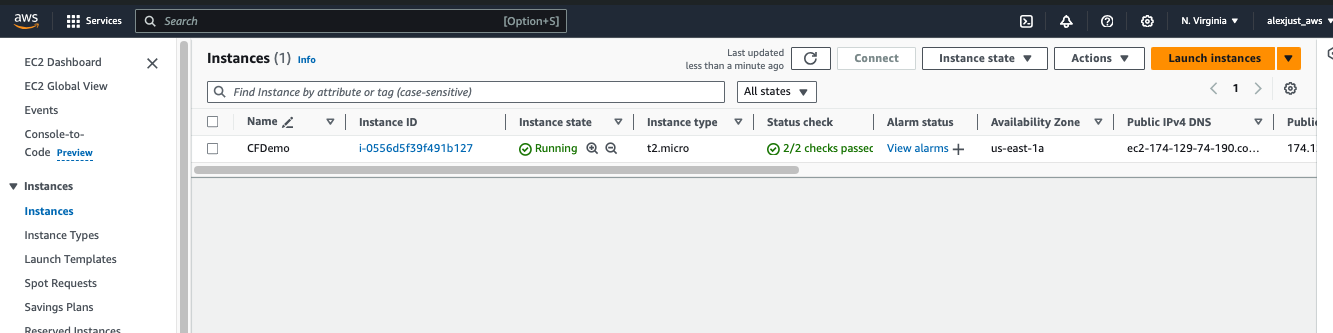 aws Services Search [Option+S] N. Virginia alexjust_aws
EC2 Dashboard
EC2 Global View
Events
Console-to-
Code Preview
Instances
Instances
Instance Types
Launch Templates
Spot Requests
Savings Plans
Reserved Instances
Instances (1) Info
Last updated
less than a minute ago
Connect Instance state Actions Launch instances
Find Instance by attribute or tag (case-sensitive) All states 1
Name Instance ID Instance state Instance type Status check Alarm status Availability Zone Public IPv4 DNS Public
CFDemo i-0556d5f39f491b127 Running t2.micro 2/2 checks passed View alarms us-east-1a ec2-174-129-74-190.co... 174.1